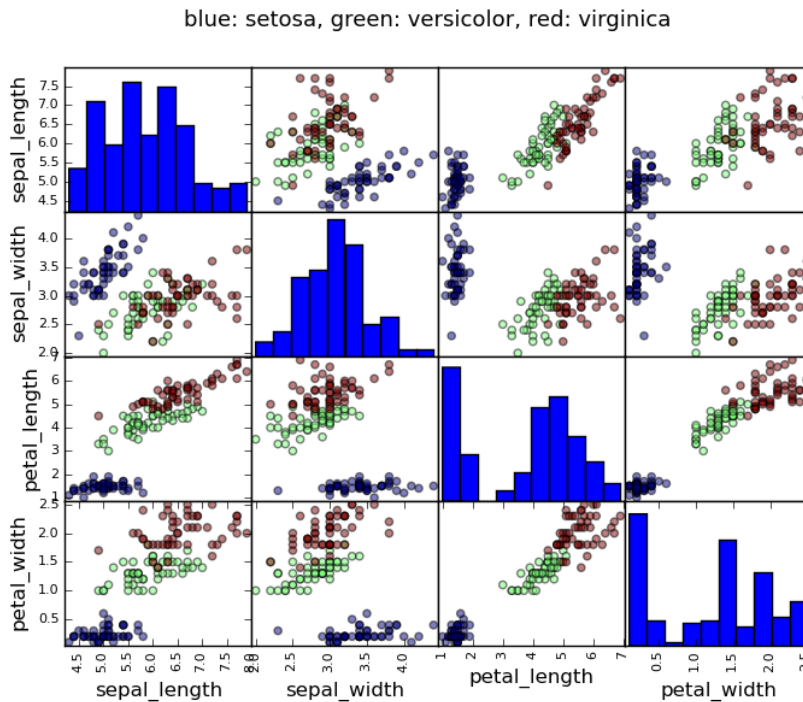 blue: setosa, green: versicolor, red: virginica
sepal_length
7.5
7.0
6.5
6.0
5.5
5.0
4.5
sepal_width
4.0
3.5
3.0
2.5
2.0
petal_length
6
5
4
3
2
1
petal_width
2.5
2.0
1.5
1.0
0.5
4.5 5.0 5.5 6.0 6.5 7.0 7.5 8.0
2.0 2.5 3.0 3.5 4.0
1 2 3 4 5 6 7
0.5 1.0 1.5 2.0 2.5
sepal_length sepal_width petal_length petal_width